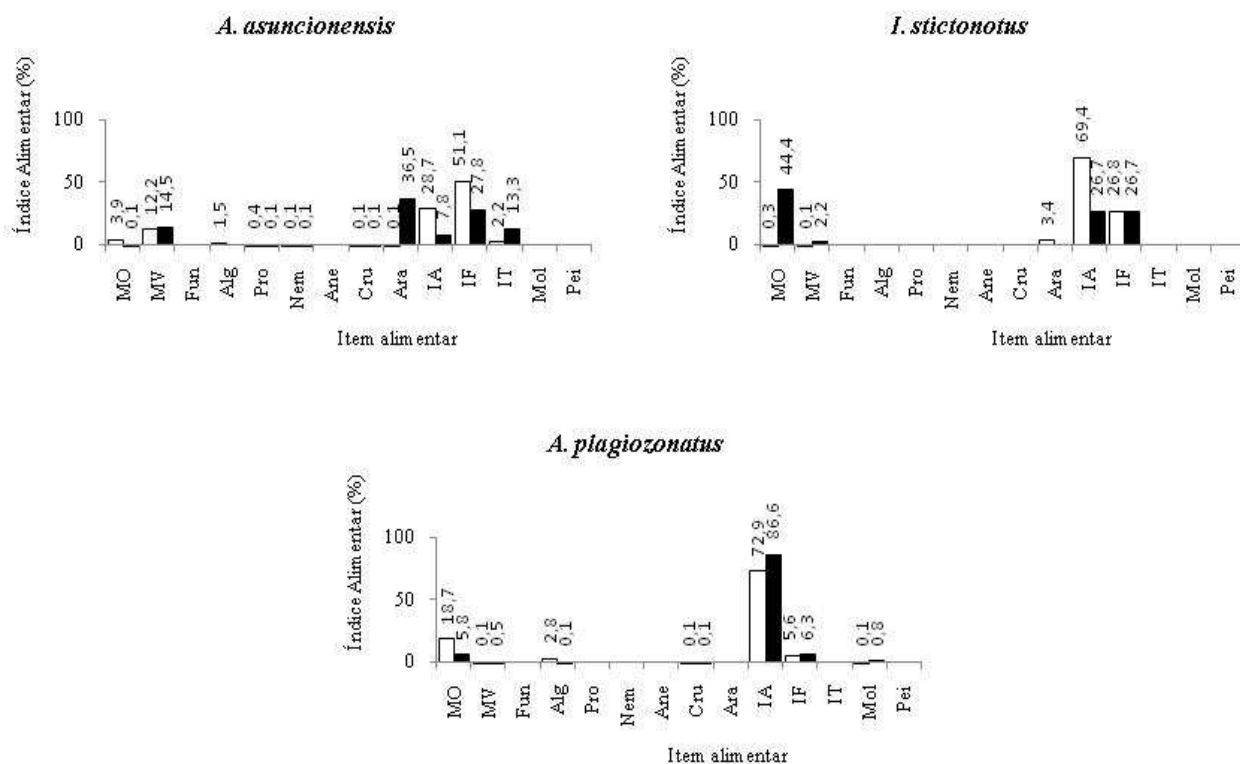 A. asuncionensis
Índice Alimentar (%)
100
50
0
3,9
0,1
12,2
14,5
1,5
0,4
0,1
0,1
0,1
0,1
0,1
0,1
36,5
28,7
7,8
51,1
27,8
2,2
13,3
MO
MV
Fun
Alg
Pro
Nem
Ane
Cru
Ara
IA
IF
IT
Mol
Pei
Item alimentar
I. stictonotus
Índice Alimentar (%)
100
50
0
0,3
44,4
0,1
2,2
3,4
69,4
26,7
26,8
26,7
MO
MV
Fun
Alg
Pro
Nem
Ane
Cru
Ara
IA
IF
IT
Mol
Pei
Item alimentar
A. plagiozonatus
Índice Alimentar (%)
100
50
0
18,7
5,8
0,1
0,5
2,8
0,1
0,1
0,1
72,9
86,6
5,6
6,3
0,1
0,8
MO
MV
Fun
Alg
Pro
Nem
Ane
Cru
Ara
IA
IF
IT
Mol
Pei
Item alimentar